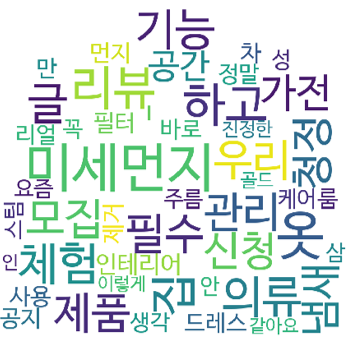 기능
먼지
만
공간
차
성
정말
글
리뷰
하고
가전
리얼
꼭
필터
바로
진정한
청정
미세먼지
우리
골드
요즘
스팀
모집
제거
필수
주름
관리
케어룸
옷
인
체험
인테리어
신청
삼
냄새
사용
제품
이렇게
집
안
의류
공지
생각
드레스
같아요